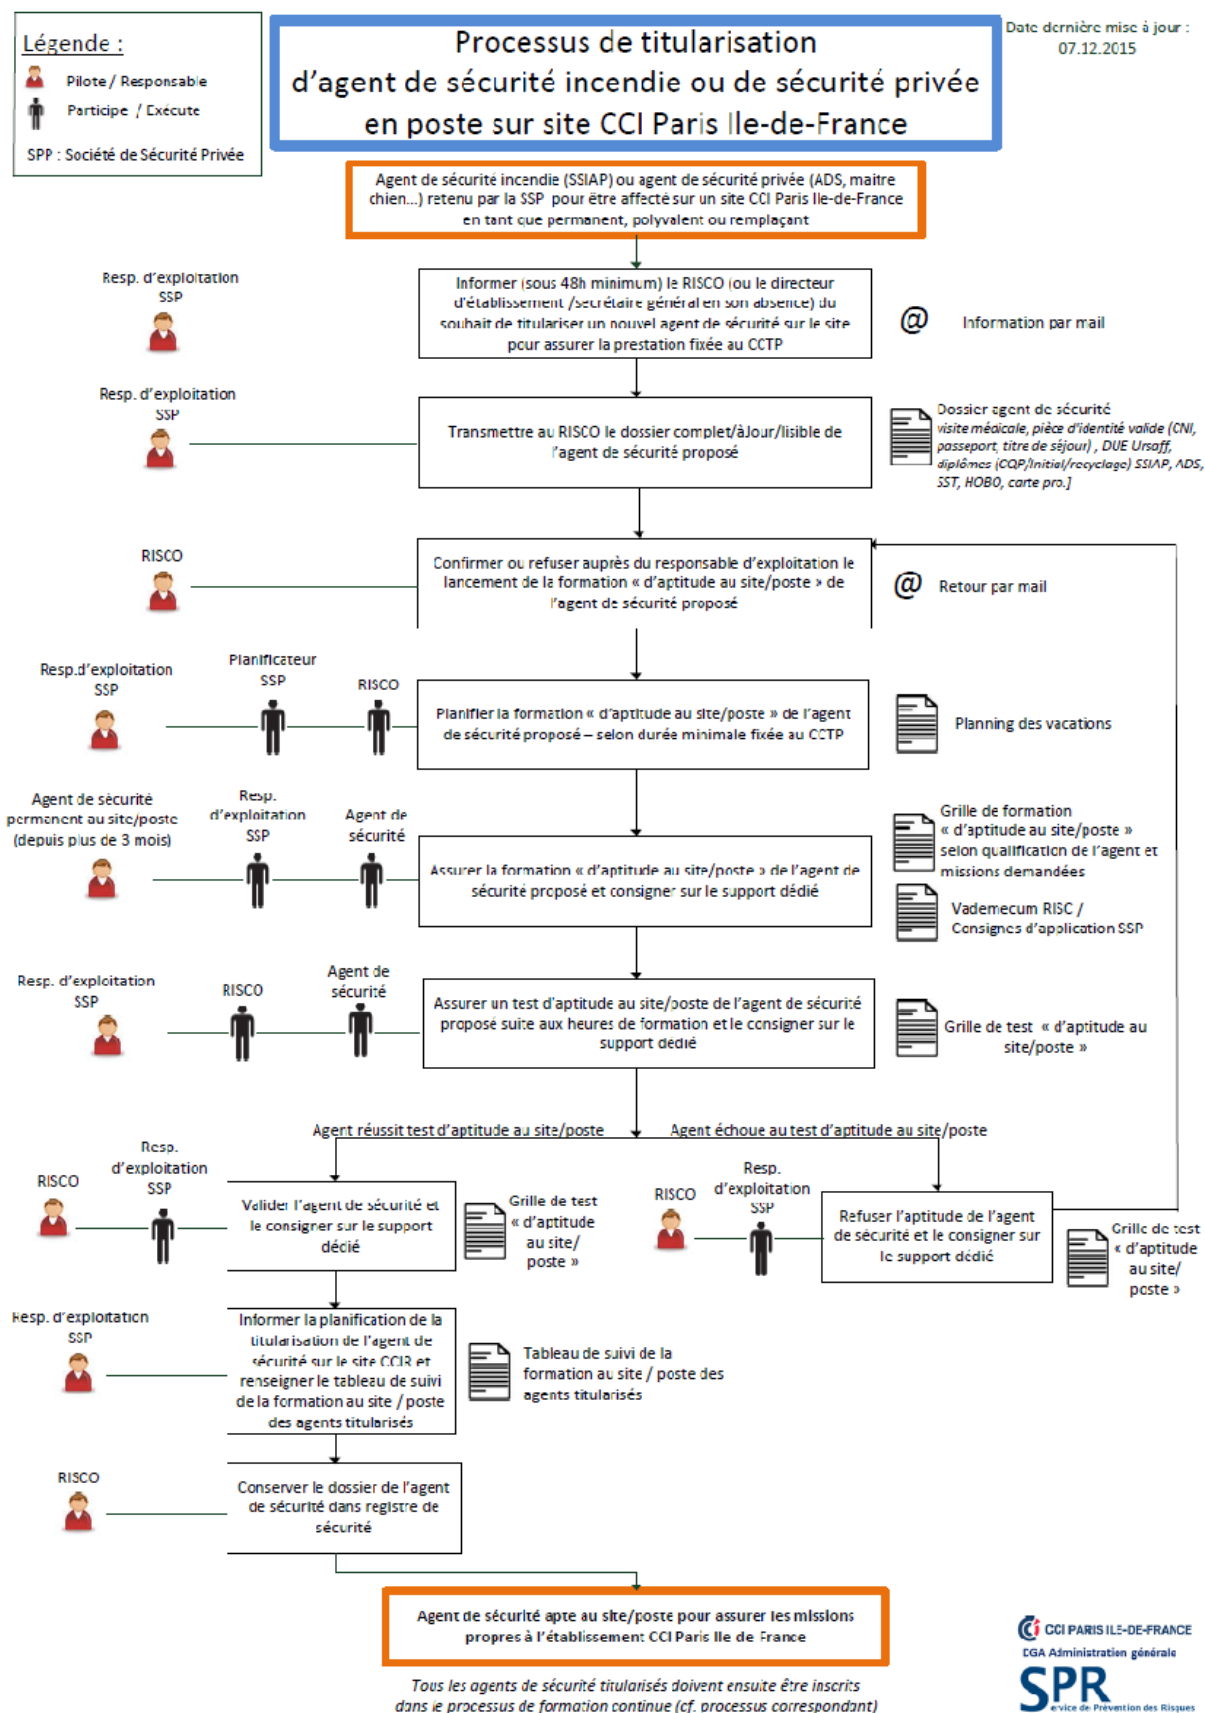 Légende :
Pilote / Responsable
Participe / Exécute
SPP : Société de Sécurité Privée
Processus de titularisation
d'agent de sécurité incendie ou de sécurité privée
en poste sur site CCI Paris Ile-de-France
Date dernière mise à jour :
07.12.2015
Agent de sécurité incendie (SSIAP) ou agent de sécurité privée (ADS, maitre
chien...) retenu par la SSP pour être affecté sur un site CCI Paris Ile-de-France
en tant que permanent, polyvalent ou remplaçant
Resp. d'exploitation
SSP
Informer (sous 48h minimum) le RISCO (ou le directeur
d'établissement /secrétaire général en son absence) du
souhait de titulariser un nouvel agent de sécurité sur le site
pour assurer la prestation fixée au CCTP
@
Information par mail
Resp. d'exploitation
SSP
Transmettre au RISCO le dossier complet/àJour/lisible de
l'agent de sécurité proposé
Dossier agent de sécurité
visite médicale, pièce d'identité valide (CNI,
passeport, titre de séjour) , DUE Ursaff,
diplômes (CQP/Initial/recyclage) SSIAP, ADS,
SST, HOBO, carte pro.]
RISCO
Confirmer ou refuser auprès du responsable d'exploitation le
lancement de la formation « d'aptitude au site/poste » de
l'agent de sécurité proposé
@
Retour par mail
Resp.d'exploitation
SSP
Planificateur
SSP
RISCO
Planifier la formation « d'aptitude au site/poste » de l'agent
de sécurité proposé – selon durée minimale fixée au CCTP
Planning des vacations
Agent de sécurité
permanent au site/poste
(depuis plus de 3 mois)
Resp.
d'exploitation
SSP
Agent de
sécurité
Assurer la formation « d'aptitude au site/poste » de l'agent de
sécurité proposé et consigner sur le support dédié
Grille de formation
« d'aptitude au site/poste »
selon qualification de l'agent et
missions demandées
Vademecum RISC /
Consignes d'application SSP
Resp. d'exploitation
SSP
RISCO
Agent de
sécurité
Assurer un test d'aptitude au site/poste de l'agent de sécurité
proposé suite aux heures de formation et le consigner sur le
support dédié
Grille de test « d'aptitude au
site/poste »
Agent réussit test d'aptitude au site/poste
Agent échoue au test d'aptitude au site/poste
RISCO
Resp.
d'exploitation
SSP
Valider l'agent de sécurité et
le consigner sur le support
dédié
Grille de test
« d'aptitude
au site/
poste »
RISCO
Resp.
d'exploitation
SSP
Refuser l'aptitude de l'agent
de sécurité et le consigner sur
le support dédié
Grille de test
« d'aptitude
au site/
poste »
Resp. d'exploitation
SSP
Informer la planification de la
titularisation de l'agent de
sécurité sur le site CCIR et
renseigner le tableau de suivi
de la formation au site / poste
des agents titularisés
Tableau de suivi de la
formation au site / poste des
agents titularisés
RISCO
Conserver le dossier de l'agent
de sécurité dans registre de
sécurité
Agent de sécurité apte au site/poste pour assurer les missions
propres à l'établissement CCI Paris Ile de France
Tous les agents de sécurité titularisés doivent ensuite être inscrits
dans le processus de formation continue (cf. processus correspondant)
CCI PARIS ILE-DE-FRANCE
DGA Administration générale
SPR
Service de Prévention des Risques